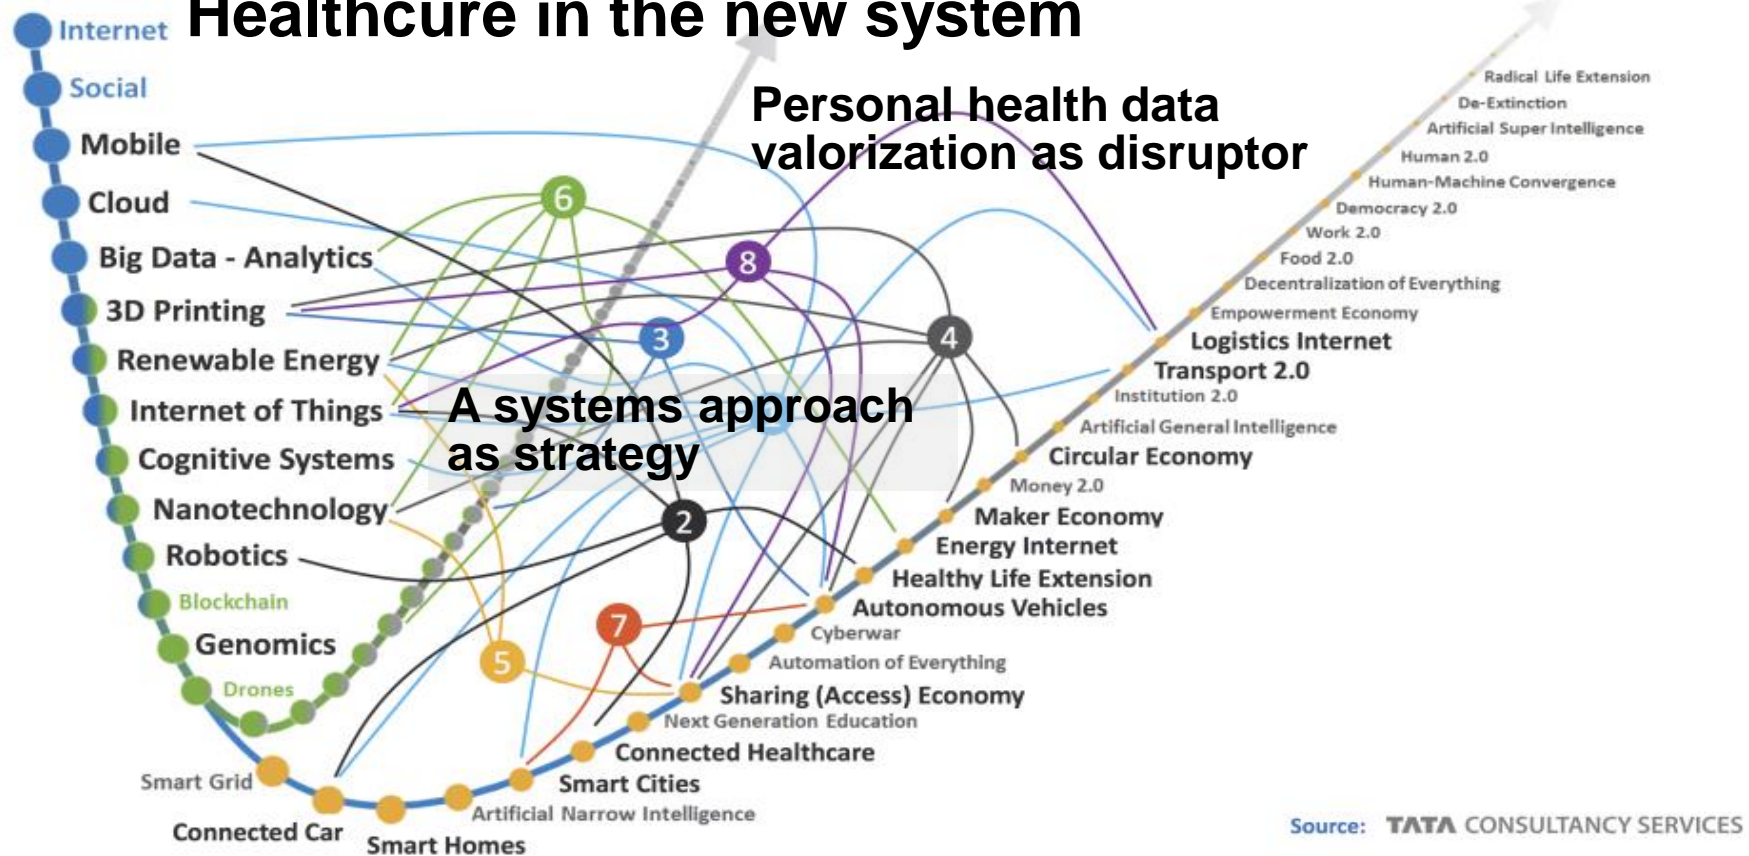 Healthcure in the new system
Personal health data
valorization as disruptor
A systems approach
as strategy
Internet
Social
Mobile
Cloud
Big Data - Analytics
3D Printing
Renewable Energy
Internet of Things
Cognitive Systems
Nanotechnology
Robotics
Blockchain
Genomics
Drones
6
8
3
4
2
7
5
Smart Grid
Connected Car
Smart Homes
Artificial Narrow Intelligence
Smart Cities
Connected Healthcare
Next Generation Education
Sharing (Access) Economy
Automation of Everything
Cyberwar
Autonomous Vehicles
Healthy Life Extension
Energy Internet
Maker Economy
Money 2.0
Circular Economy
Artificial General Intelligence
Institution 2.0
Transport 2.0
Logistics Internet
Empowerment Economy
Decentralization of Everything
Food 2.0
Work 2.0
Democracy 2.0
Human-Machine Convergence
Human 2.0
Artificial Super Intelligence
De-Extinction
Radical Life Extension
Source: TATA CONSULTANCY SERVICES